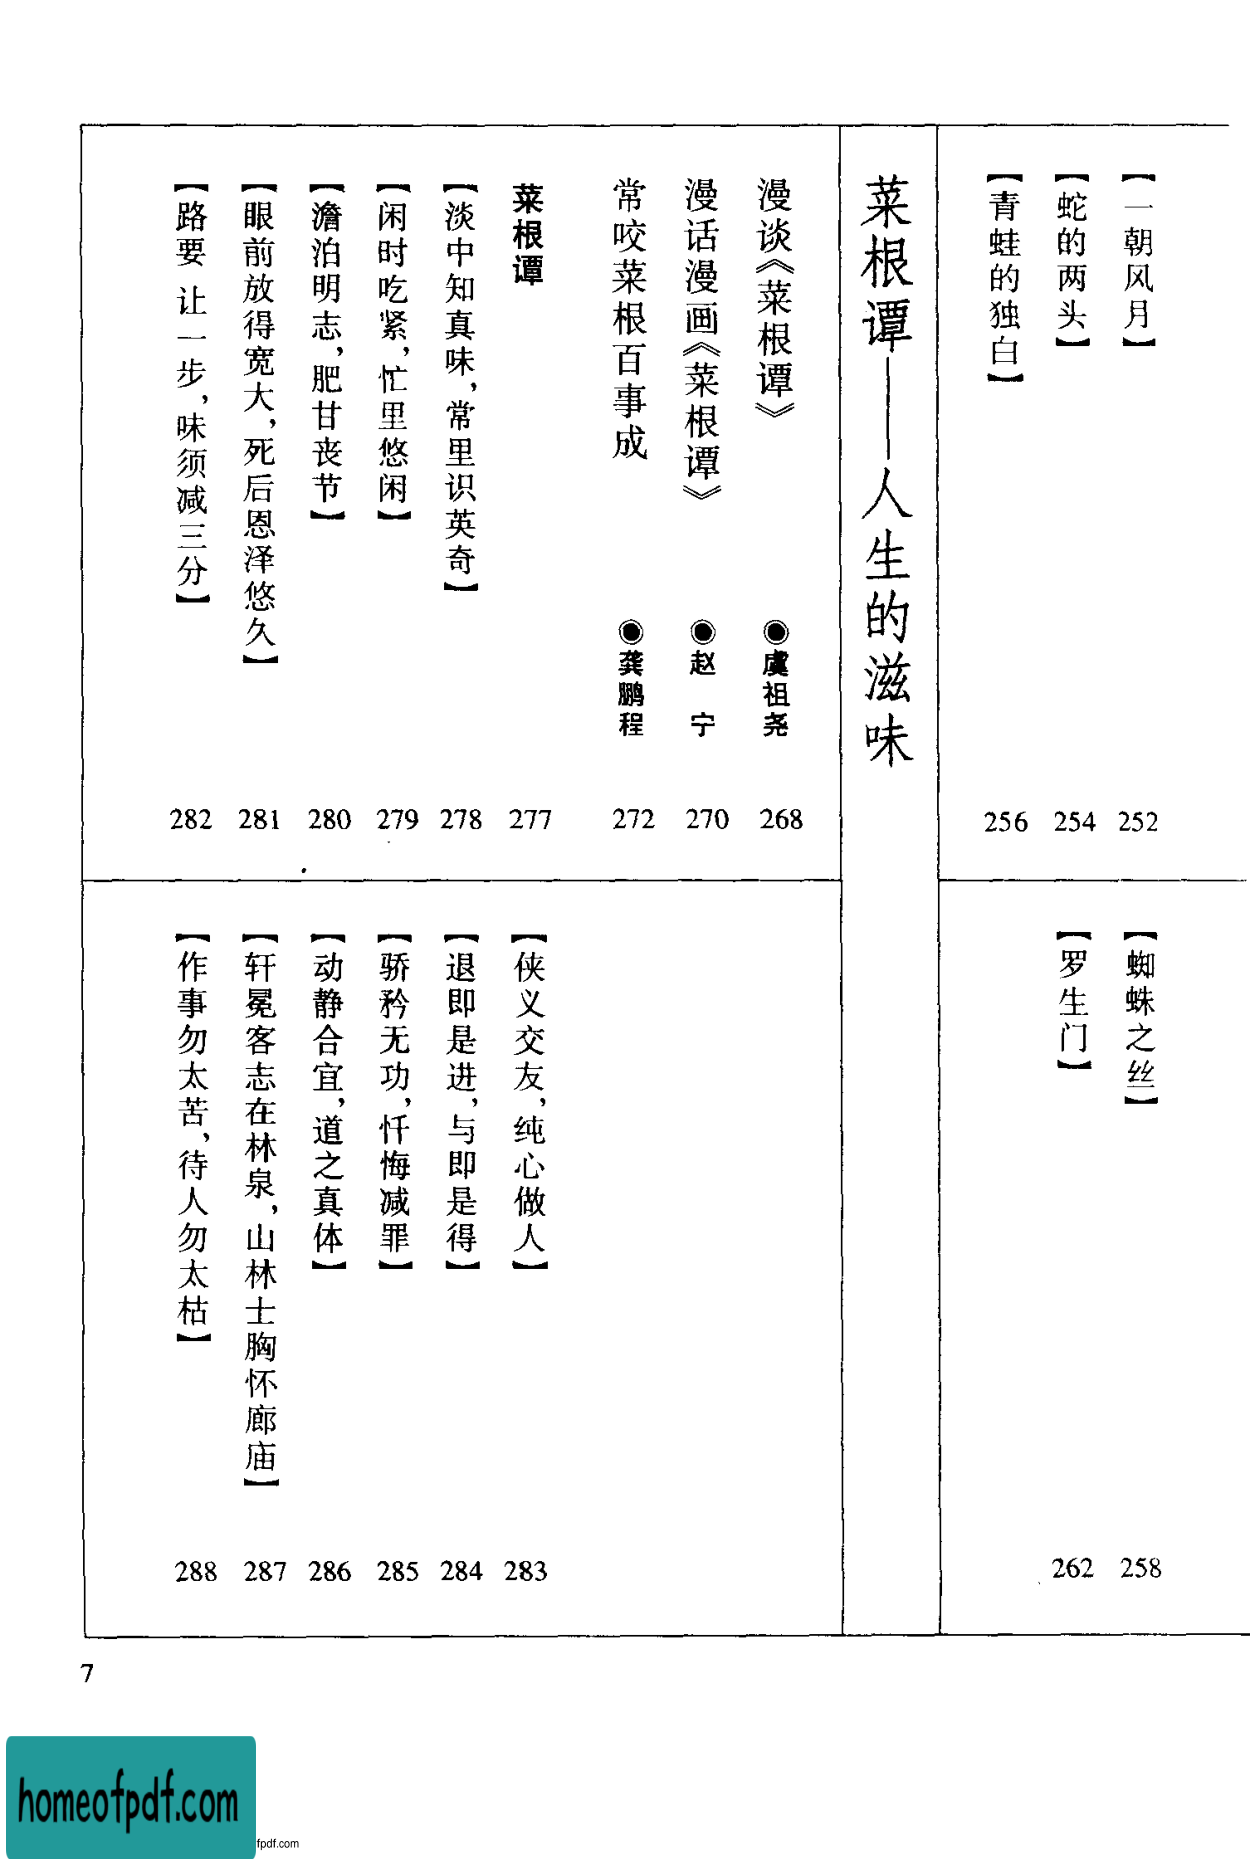 【一朝风月】 252
【蛇的两头】 254
【青蛙的独白】 256
【蜘蛛之丝】 258
【罗生门】 262
菜根谭——人生的滋味
漫谈《菜根谭》 ◉虞祖尧 268
漫话漫画《菜根谭》 ◉赵 宁 270
常咬菜根百事成 ◉龚鹏程 272
菜根谭 277
【淡中知真味，常里识英奇】 278
【闲时吃紧，忙里悠闲】 279
【澹泊明志，肥甘丧节】 280
【眼前放得宽大，死后恩泽悠久】 281
【路要让一步，味须减三分】 282
【侠义交友，纯心做人】 283
【退即是进，与即是得】 284
【骄矜无功，忏悔减罪】 285
【动静合宜，道之真体】 286
【轩冕客志在林泉，山林士胸怀廊庙】 287
【作事勿太苦，待人勿太枯】 288
7
homeofpdf.com
fpdf.com